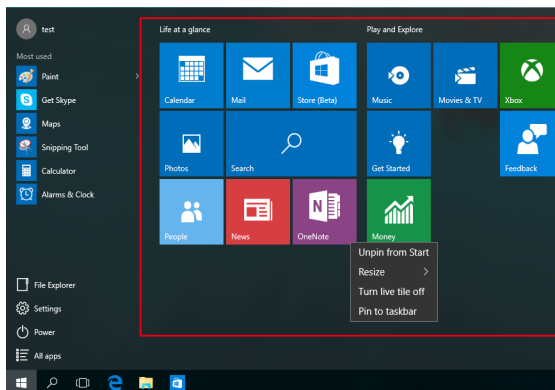 test
Most used
Paint
Get Skype
Maps
Snipping Tool
Calculator
Alarms & Clock
File Explorer
Settings
Power
All apps
Life at a glance
Play and Explore
Calendar
Mail
Store (Beta)
Music
Movies & TV
Xbox
Photos
Search
Get Started
Feedback
People
News
OneNote
Money
Unpin from Start
Resize
Turn live tile off
Pin to taskbar